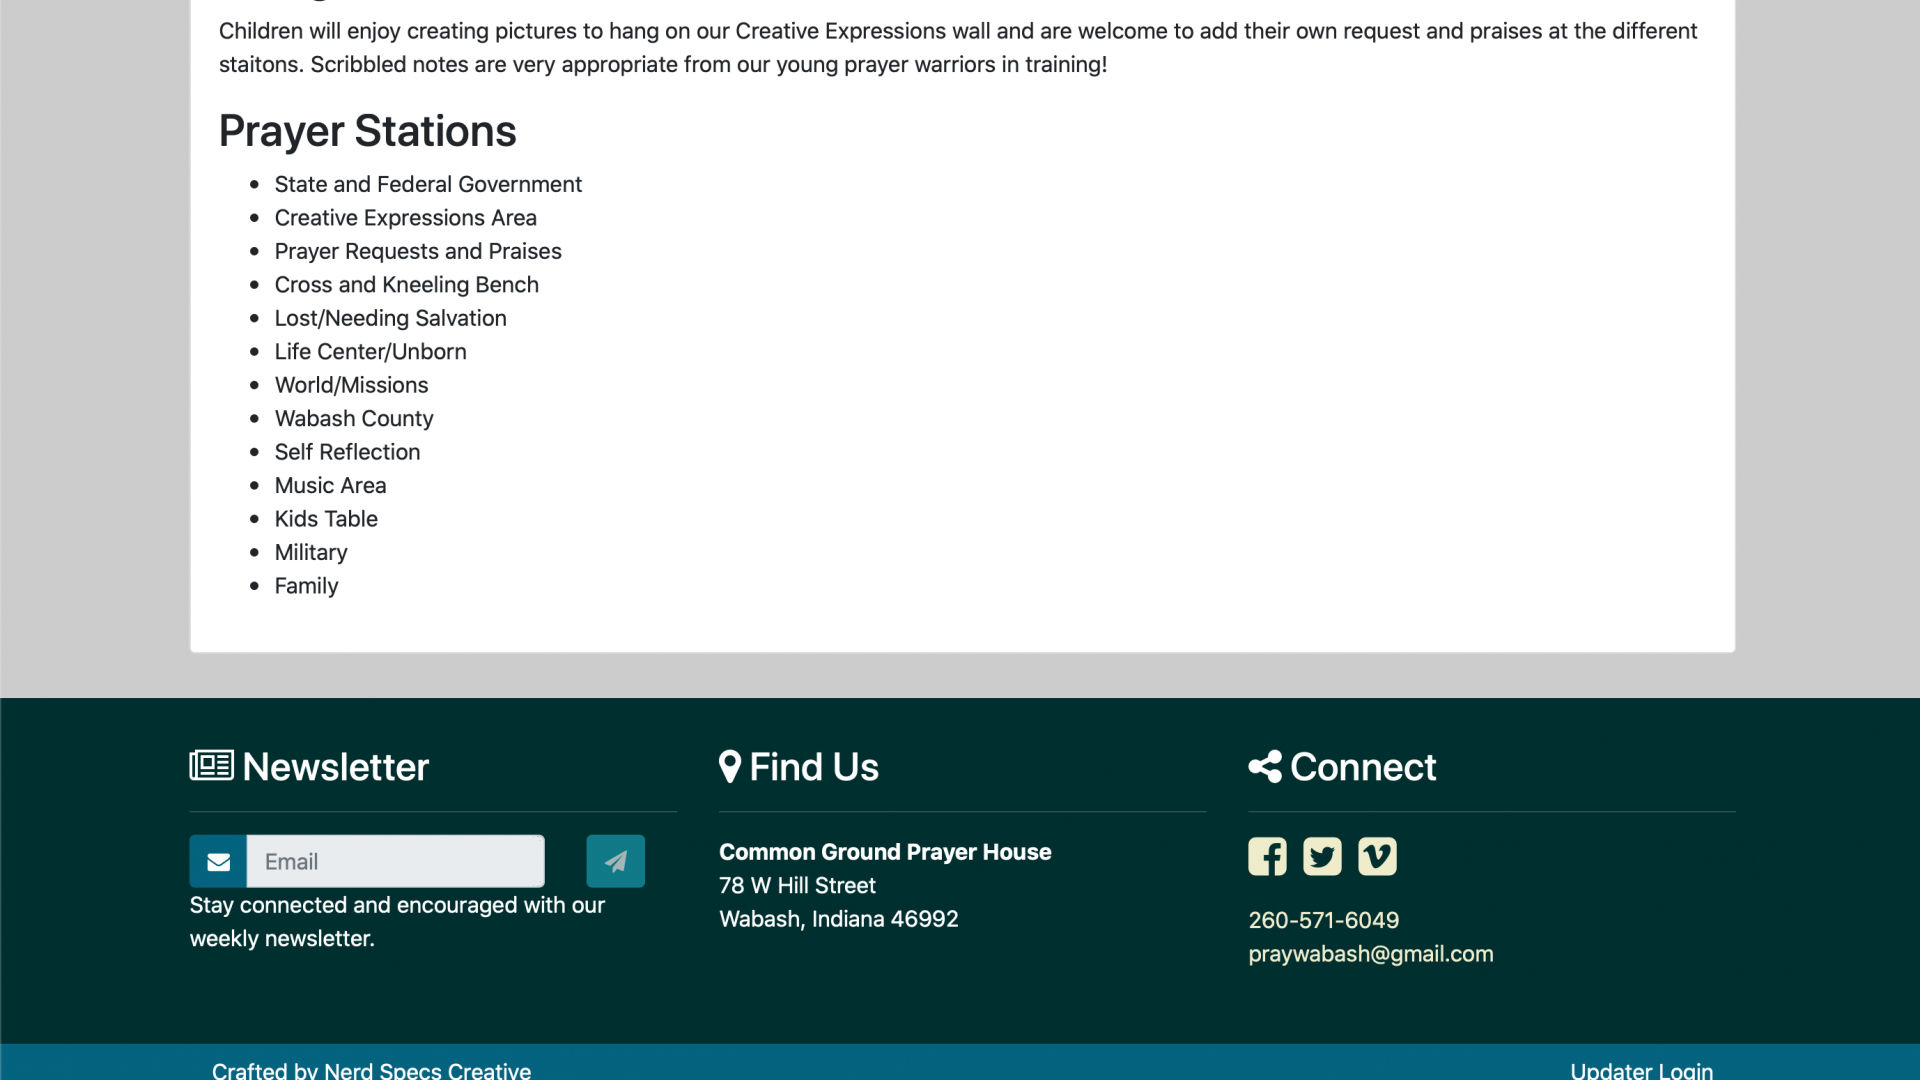 Children will enjoy creating pictures to hang on our Creative Expressions wall and are welcome to add their own request and praises at the different
staitons. Scribbled notes are very appropriate from our young prayer warriors in training!
Prayer Stations
State and Federal Government
Creative Expressions Area
Prayer Requests and Praises
Cross and Kneeling Bench
Lost/Needing Salvation
Life Center/Unborn
World/Missions
Wabash County
Self Reflection
Music Area
Kids Table
Military
Family
Newsletter
Email
Stay connected and encouraged with our
weekly newsletter.
Find Us
Common Ground Prayer House
78 W Hill Street
Wabash, Indiana 46992
Connect
260-571-6049
praywabash@gmail.com
Crafted by Nerd Specs Creative
Updater Login